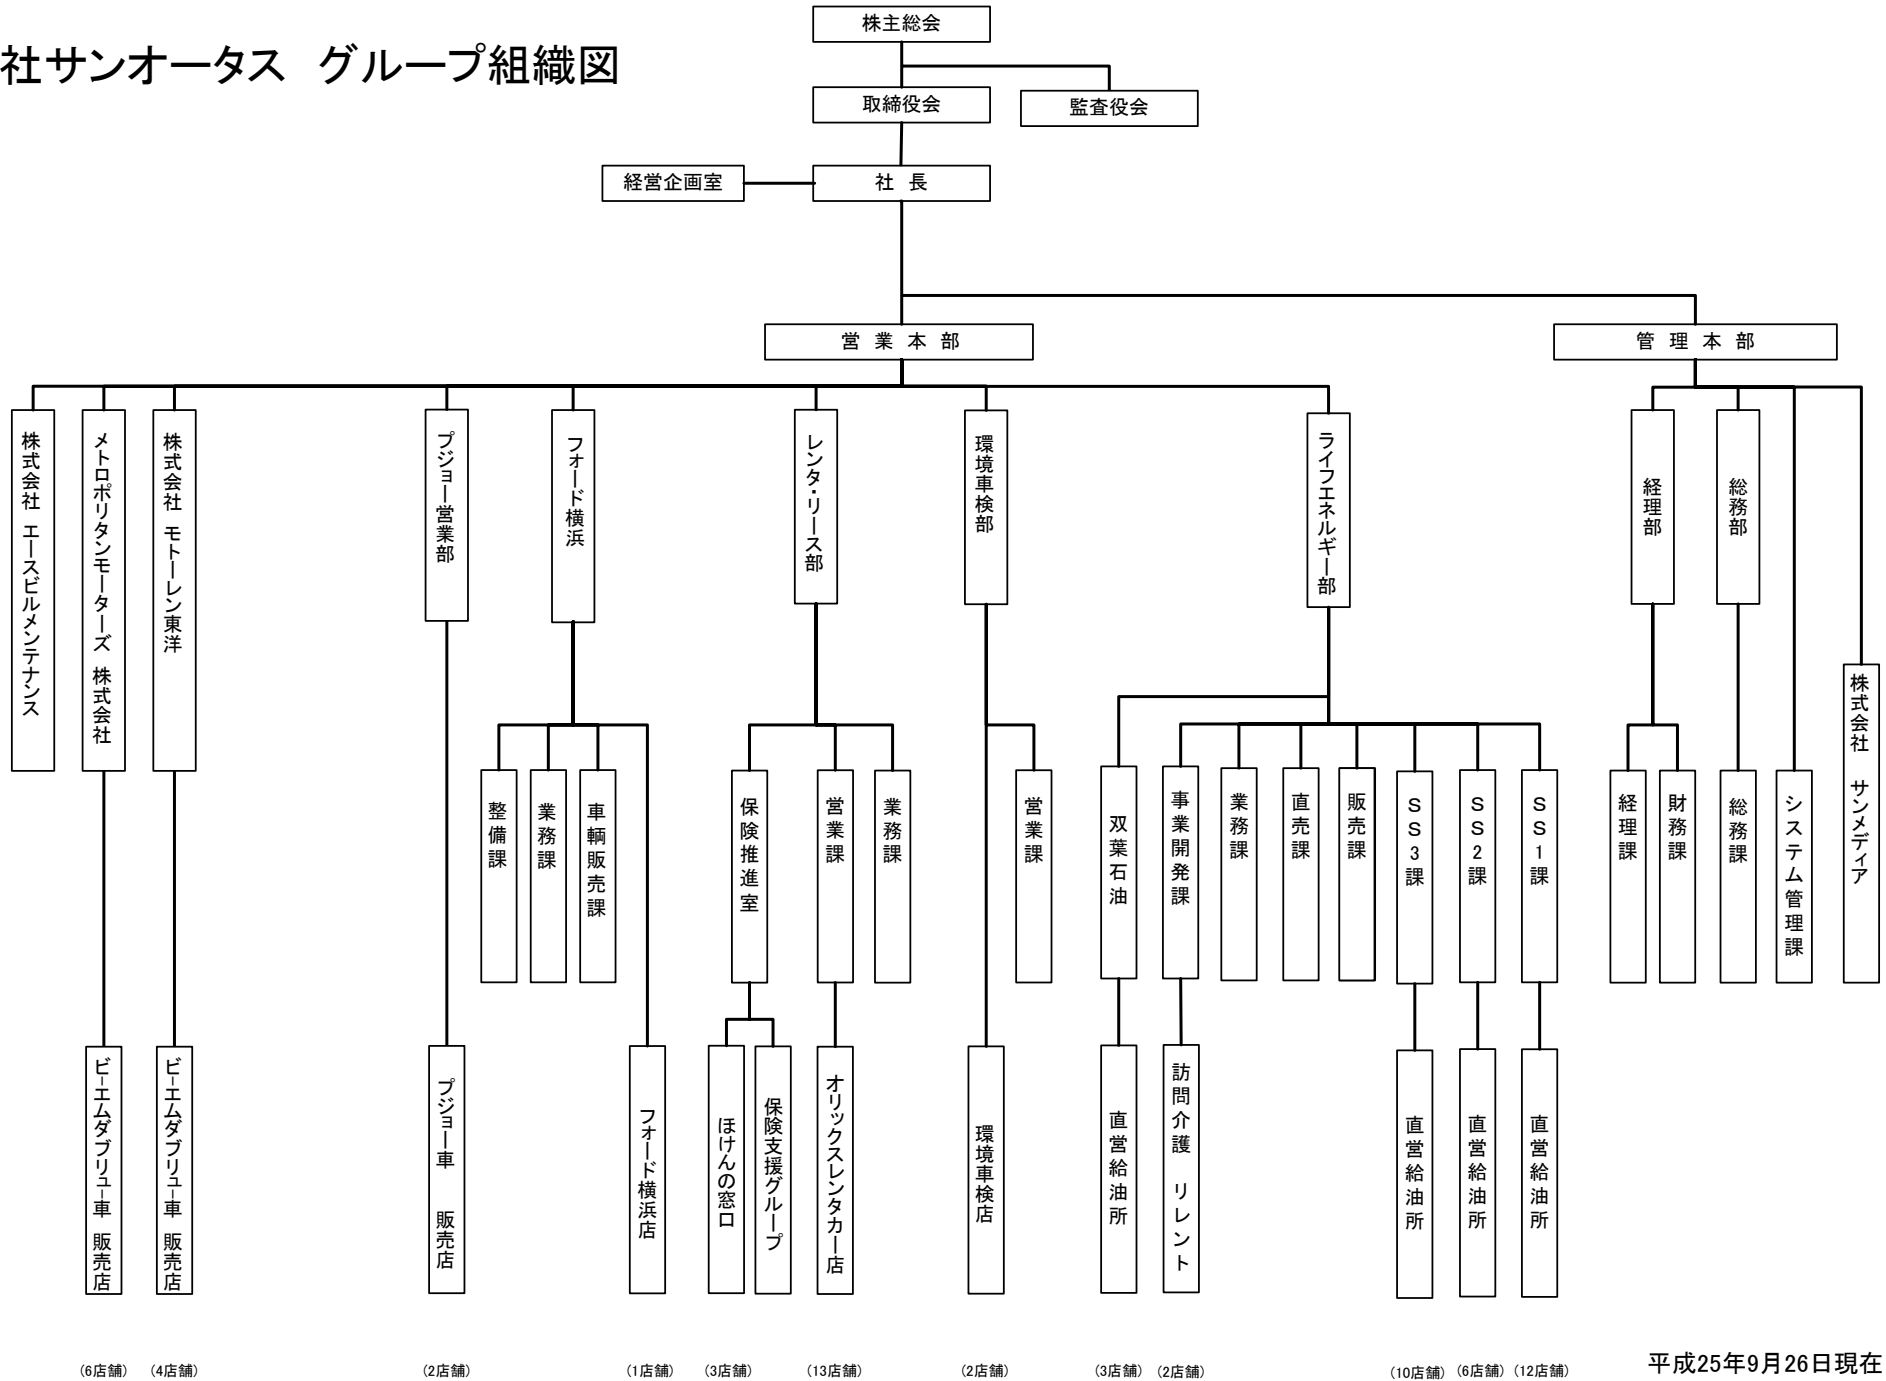 株主総会
社サンオータス グループ組織図
取締役会
監査役会
経営企画室
社 長
営 業 本 部
管 理 本 部
株式会社 エースビルメンテナンス
メトロポリタンモーターズ 株式会社
株式会社 モトーレン東洋
プジョー営業部
フォード横浜
レンタ・リース部
環境車検部
ライフエネルギー部
経理部
総務部
株式会社 サンメディア
整備課
業務課
車輌販売課
保険推進室
営業課
業務課
営業課
双葉石油
事業開発課
業務課
直売課
販売課
SS3課
SS2課
SS1課
経理課
財務課
総務課
システム管理課
ビーエムダブリュー車 販売店
ビーエムダブリュー車 販売店
プジョー車 販売店
フォード横浜店
ほけんの窓口
保険支援グループ
オリックスレンタカー店
環境車検店
直営給油所
訪問介護 リレント
直営給油所
直営給油所
直営給油所
(6店舗)
(4店舗)
(2店舗)
(1店舗)
(3店舗)
(13店舗)
(2店舗)
(3店舗)
(2店舗)
(10店舗)
(6店舗)
(12店舗)
平成25年9月26日現在